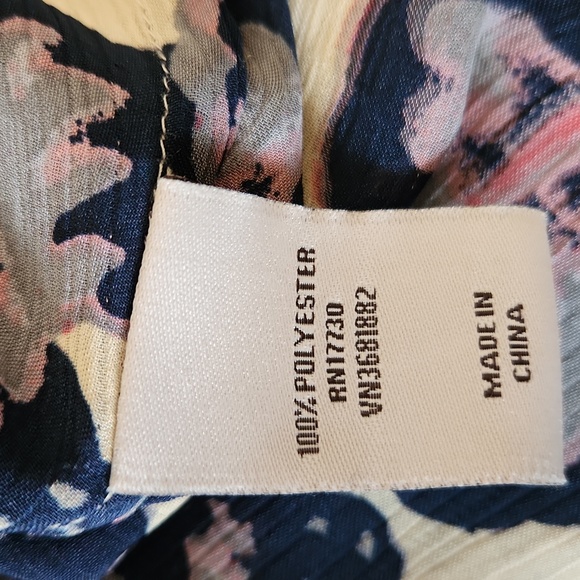 100% POLYESTER
RN17730
VN3681882
MADE IN
CHINA